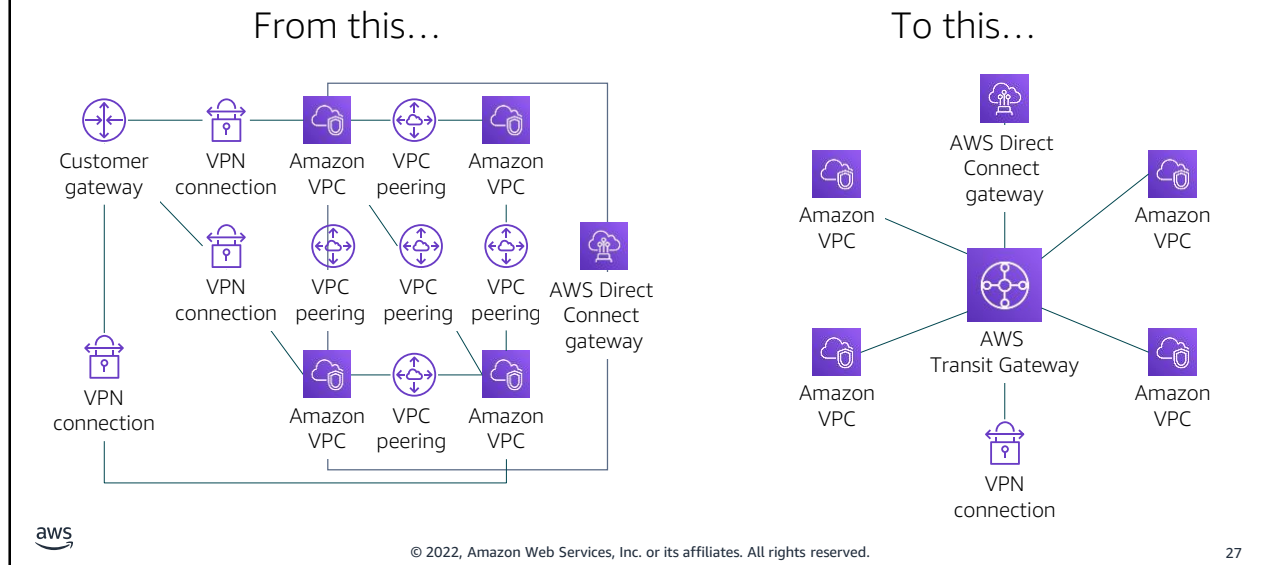 From this…
To this…
Customer
gateway
VPN
connection
Amazon
VPC
VPC
peering
Amazon
VPC
VPN
connection
VPC
peering
VPC
peering
VPC
peering
AWS Direct
Connect
gateway
VPN
connection
Amazon
VPC
VPC
peering
Amazon
VPC
AWS Direct
Connect
gateway
Amazon
VPC
Amazon
VPC
AWS
Transit Gateway
Amazon
VPC
Amazon
VPC
VPN
connection
aws
© 2022, Amazon Web Services, Inc. or its affiliates. All rights reserved.
27